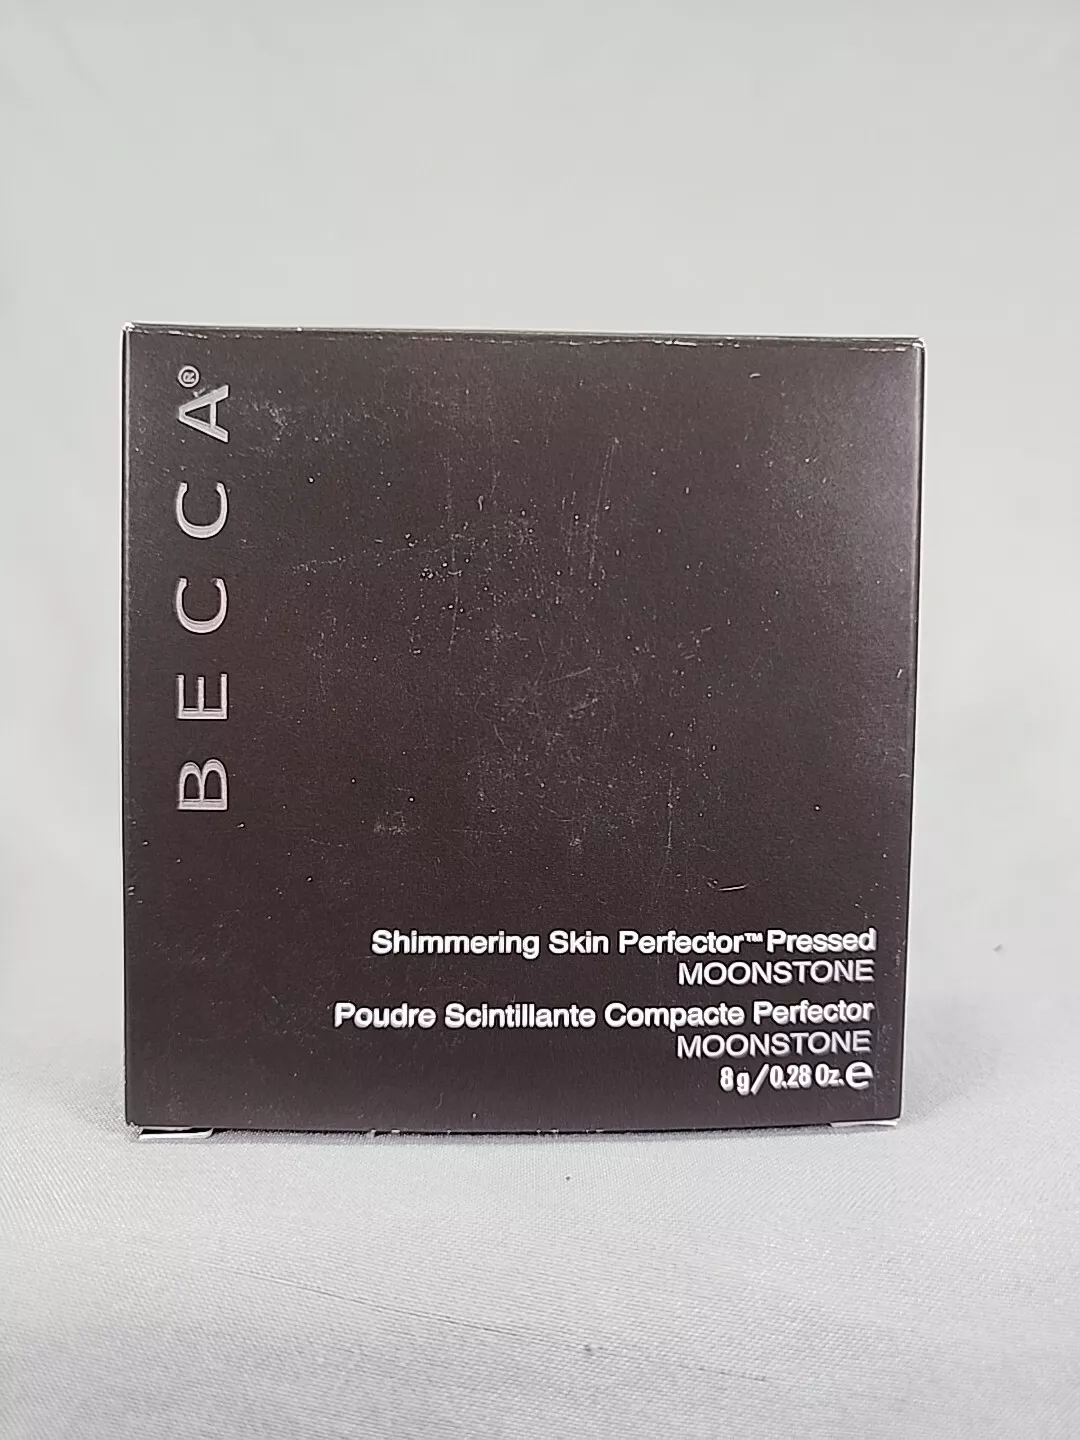 BECCA®
Shimmering Skin Perfector™ Pressed
MOONSTONE
Poudre Scintillante Compacte Perfector
MOONSTONE
8 g/0.28 Oz. ℮